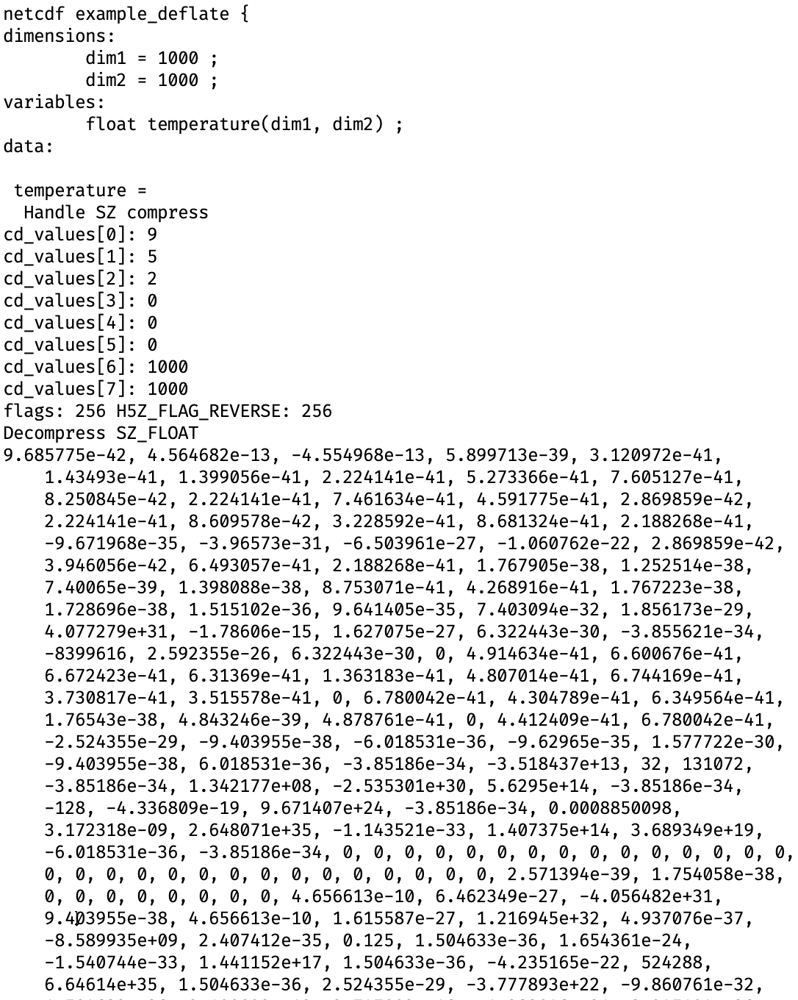 netcdf example_deflate {
dimensions:
        dim1 = 1000 ;
        dim2 = 1000 ;
variables:
        float temperature(dim1, dim2) ;
data:

 temperature =
  Handle SZ compress
cd_values[0]: 9
cd_values[1]: 5
cd_values[2]: 2
cd_values[3]: 0
cd_values[4]: 0
cd_values[5]: 0
cd_values[6]: 1000
cd_values[7]: 1000
flags: 256 H5Z_FLAG_REVERSE: 256
Decompress SZ_FLOAT
9.685775e-42, 4.564682e-13, -4.554968e-13, 5.899713e-39, 3.120972e-41,
    1.43493e-41, 1.399056e-41, 2.224141e-41, 5.273366e-41, 7.605127e-41,
    8.250845e-42, 2.224141e-41, 7.461634e-41, 4.591775e-41, 2.869859e-42,
    2.224141e-41, 8.609578e-42, 3.228592e-41, 8.681324e-41, 2.188268e-41,
    -9.671968e-35, -3.96573e-31, -6.503961e-27, -1.060762e-22, 2.869859e-42,
    3.946056e-42, 6.493057e-41, 2.188268e-41, 1.767905e-38, 1.252514e-38,
    7.40065e-39, 1.398088e-38, 8.753071e-41, 4.268916e-41, 1.767223e-38,
    1.728696e-38, 1.515102e-36, 9.641405e-35, 7.403094e-32, 1.856173e-29,
    4.077279e+31, -1.78606e-15, 1.627075e-27, 6.322443e-30, -3.855621e-34,
    -8399616, 2.592355e-26, 6.322443e-30, 0, 4.914634e-41, 6.600676e-41,
    6.672423e-41, 6.31369e-41, 1.363183e-41, 4.807014e-41, 6.744169e-41,
    3.730817e-41, 3.515578e-41, 0, 6.780042e-41, 4.304789e-41, 6.349564e-41,
    1.76543e-38, 4.843246e-39, 4.878761e-41, 0, 4.412409e-41, 6.780042e-41,
    -2.524355e-29, -9.403955e-38, -6.018531e-36, -9.62965e-35, 1.577722e-30,
    -9.403955e-38, 6.018531e-36, -3.85186e-34, -3.518437e+13, 32, 131072,
    -3.85186e-34, 1.342177e+08, -2.535301e+30, 5.6295e+14, -3.85186e-34,
    -128, -4.336809e-19, 9.671407e+24, -3.85186e-34, 0.0008850098,
    3.172318e-09, 2.648071e+35, -1.143521e-33, 1.407375e+14, 3.689349e+19,
    -6.018531e-36, -3.85186e-34, 0, 0, 0, 0, 0, 0, 0, 0, 0, 0, 0, 0, 0, 0, 0,
    0, 0, 0, 0, 0, 0, 0, 0, 0, 0, 0, 0, 0, 0, 0, 2.571394e-39, 1.754058e-38,
    0, 0, 0, 0, 0, 0, 0, 0, 4.656613e-10, 6.462349e-27, -4.056482e+31,
    9.403955e-38, 4.656613e-10, 1.615587e-27, 1.216945e+32, 4.937076e-37,
    -8.589935e+09, 2.407412e-35, 0.125, 1.504633e-36, 1.654361e-24,
    -1.540744e-33, 1.441152e+17, 1.504633e-36, -4.235165e-22, 524288,
    6.64614e+35, 1.504633e-36, 2.524355e-29, -3.777893e+22, -9.860761e-32,